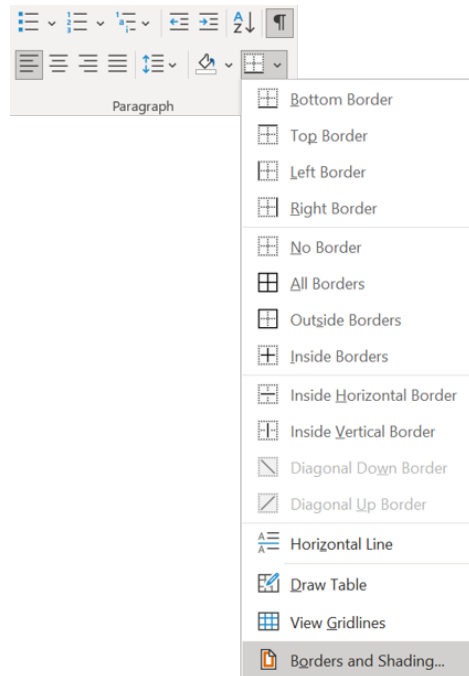 Paragraph
Bottom Border
Top Border
Left Border
Right Border
No Border
All Borders
Outside Borders
Inside Borders
Inside Horizontal Border
Inside Vertical Border
Diagonal Down Border
Diagonal Up Border
Horizontal Line
Draw Table
View Gridlines
Borders and Shading...